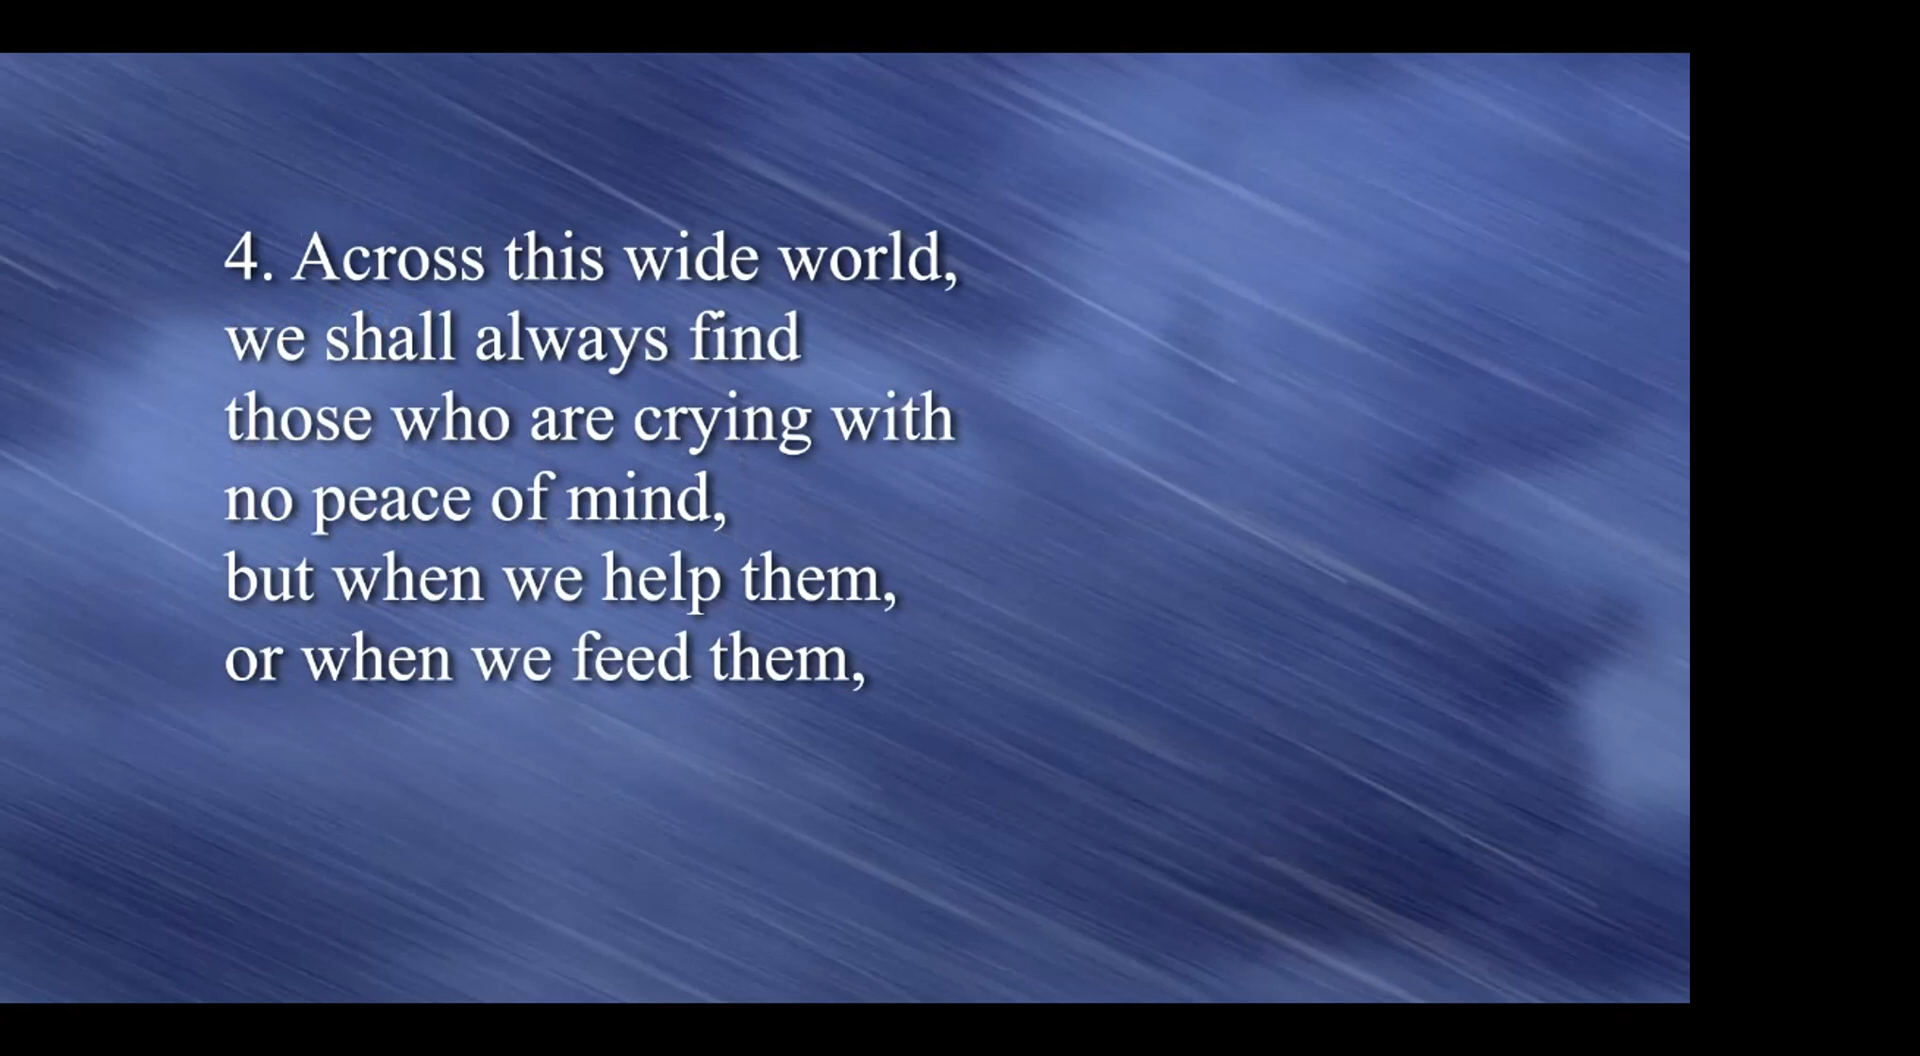 4. Across this wide world,
we shall always find
those who are crying with
no peace of mind,
but when we help them,
or when we feed them,